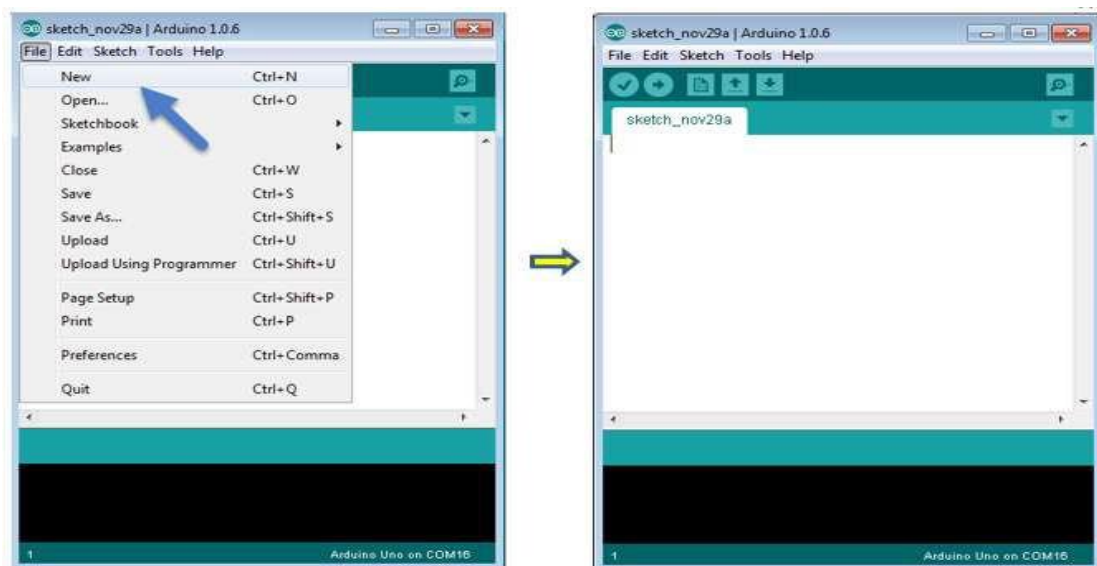 sketch_nov29a | Arduino 1.0.6
File Edit Sketch Tools Help
New Ctrl+N
Open... Ctrl+O
Sketchbook
Examples
Close Ctrl+W
Save Ctrl+S
Save As... Ctrl+Shift+S
Upload Ctrl+U
Upload Using Programmer Ctrl+Shift+U
Page Setup Ctrl+Shift+P
Print Ctrl+P
Preferences Ctrl+Comma
Quit Ctrl+Q
1 Arduino Uno on COM16
sketch_nov29a | Arduino 1.0.6
File Edit Sketch Tools Help
sketch_nov29a
1 Arduino Uno on COM16